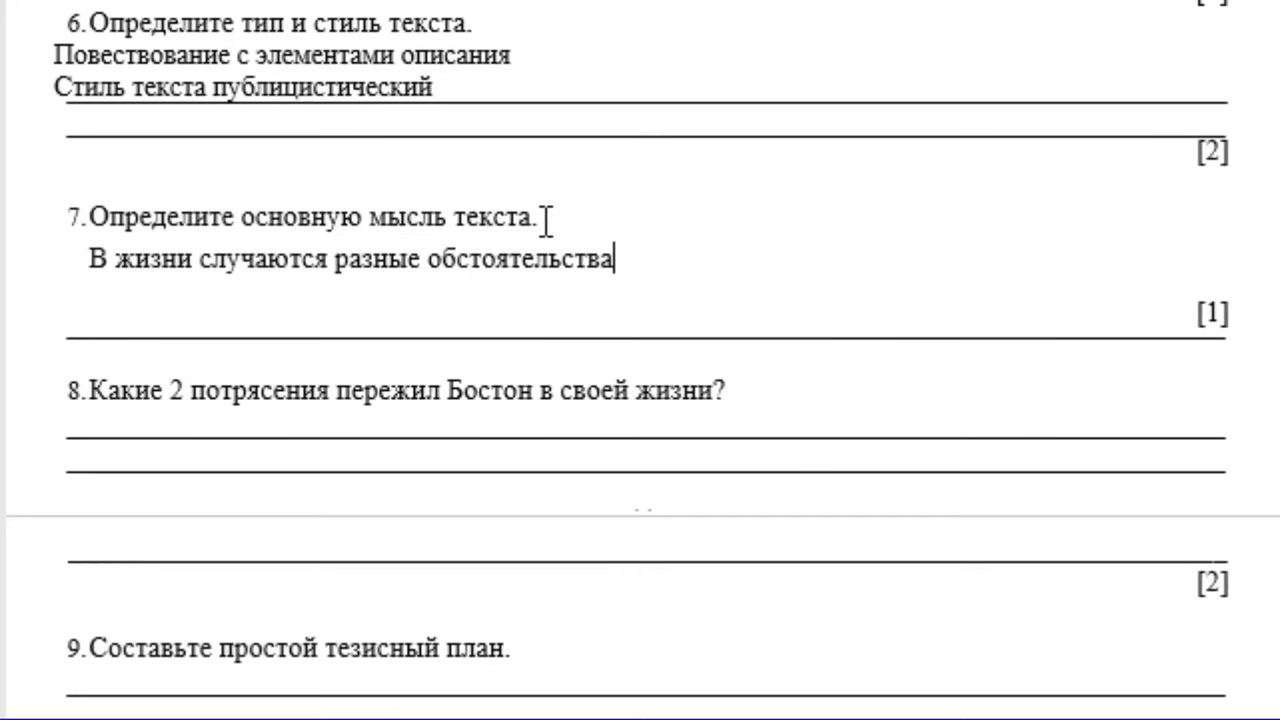 6.Определите тип и стиль текста.
Повествование с элементами описания
Стиль текста публицистический
[2]
7.Определите основную мысль текста.
В жизни случаются разные обстоятельства
[1]
8.Какие 2 потрясения пережил Бостон в своей жизни?
[2]
9.Составьте простой тезисный план.